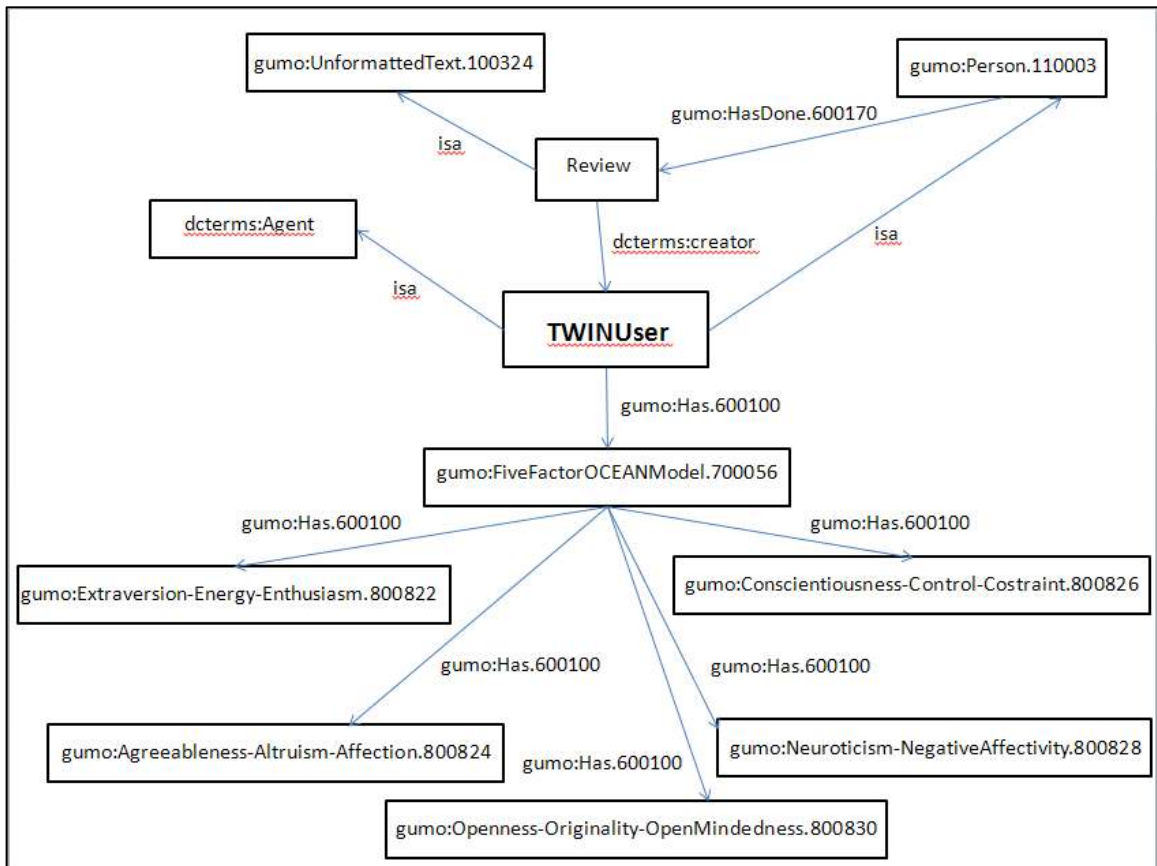 gumo:UnformattedText.100324
gumo:Person.110003
gumo:HasDone.600170
isa
Review
dcterms:Agent
dcterms:creator
isa
isa
TWINUser
gumo:Has.600100
gumo:FiveFactorOCEANModel.700056
gumo:Has.600100
gumo:Has.600100
gumo:Extraversion-Energy-Enthusiasm.800822
gumo:Conscientiousness-Control-Costraint.800826
gumo:Has.600100
gumo:Has.600100
gumo:Agreeableness-Altruism-Affection.800824
gumo:Neuroticism-NegativeAffectivity.800828
gumo:Has.600100
gumo:Openness-Originality-OpenMindedness.800830